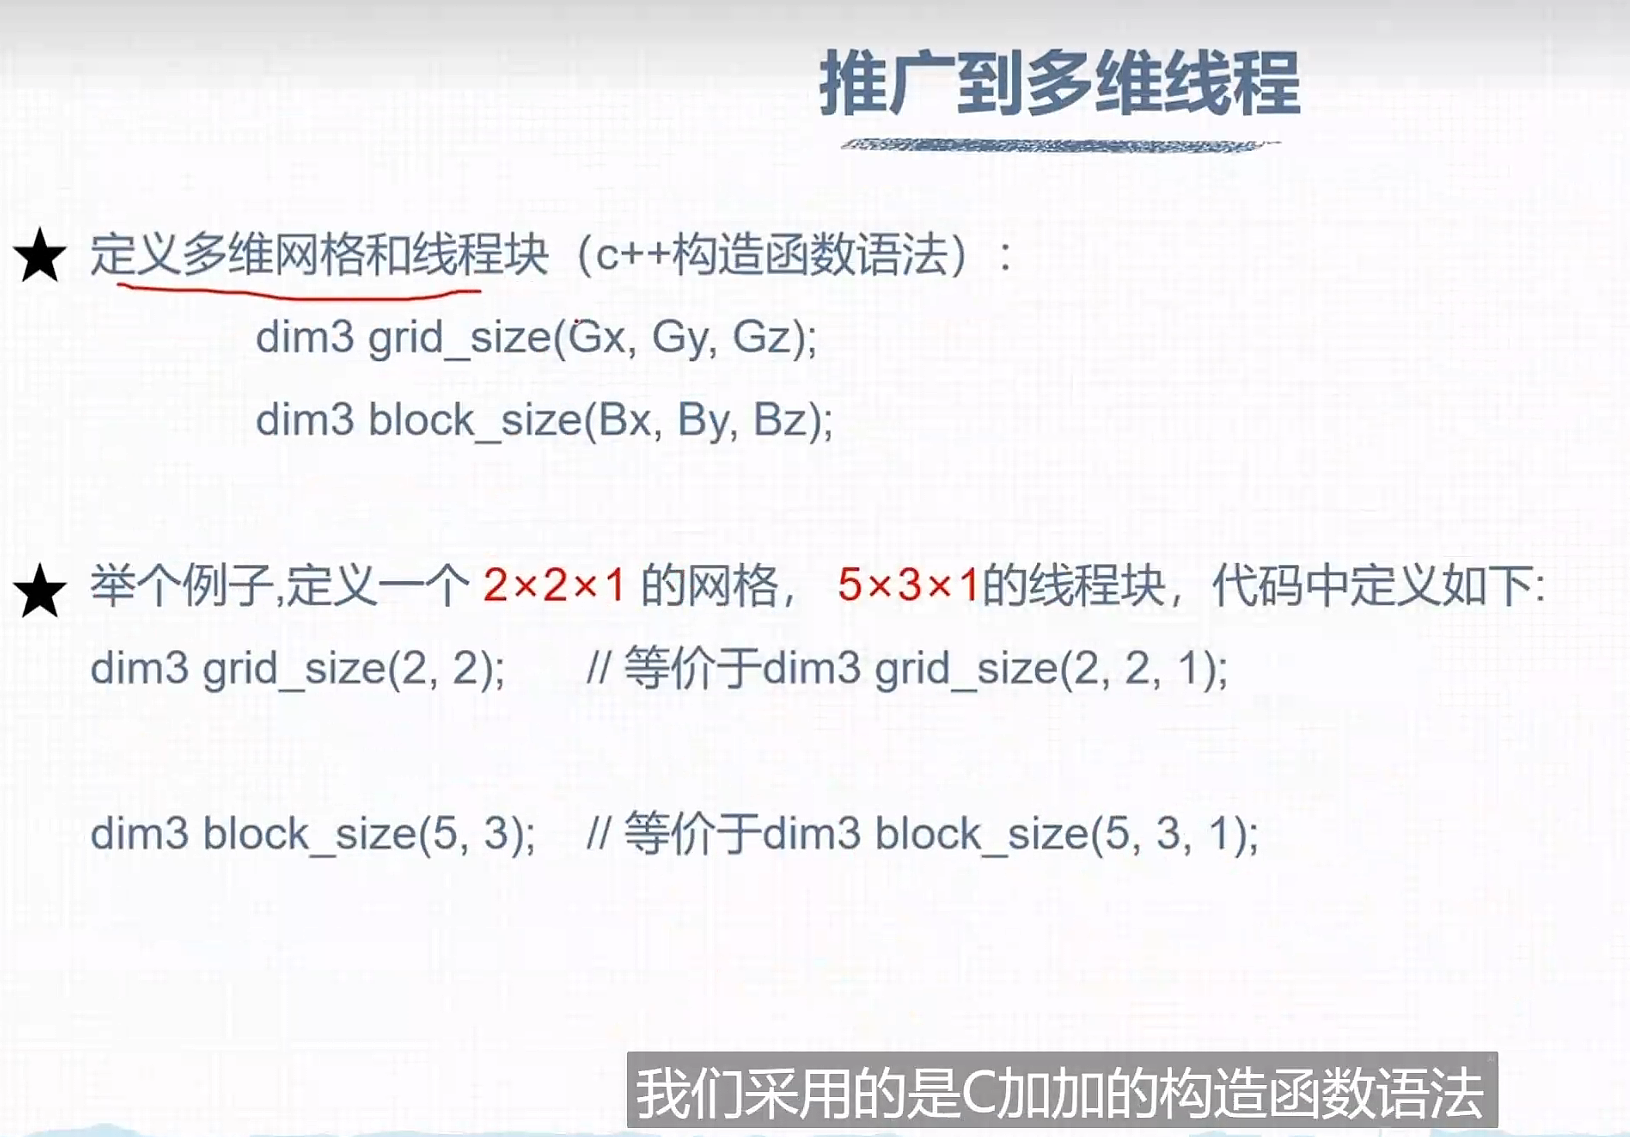 推广到多维线程
★ 定义多维网格和线程块（c++构造函数语法）:
dim3 grid_size(Gx, Gy, Gz);
dim3 block_size(Bx, By, Bz);
★ 举个例子,定义一个 2×2×1 的网格， 5×3×1的线程块，代码中定义如下:
dim3 grid_size(2, 2); // 等价于dim3 grid_size(2, 2, 1);
dim3 block_size(5, 3); // 等价于dim3 block_size(5, 3, 1);
我们采用的是C加加的构造函数语法